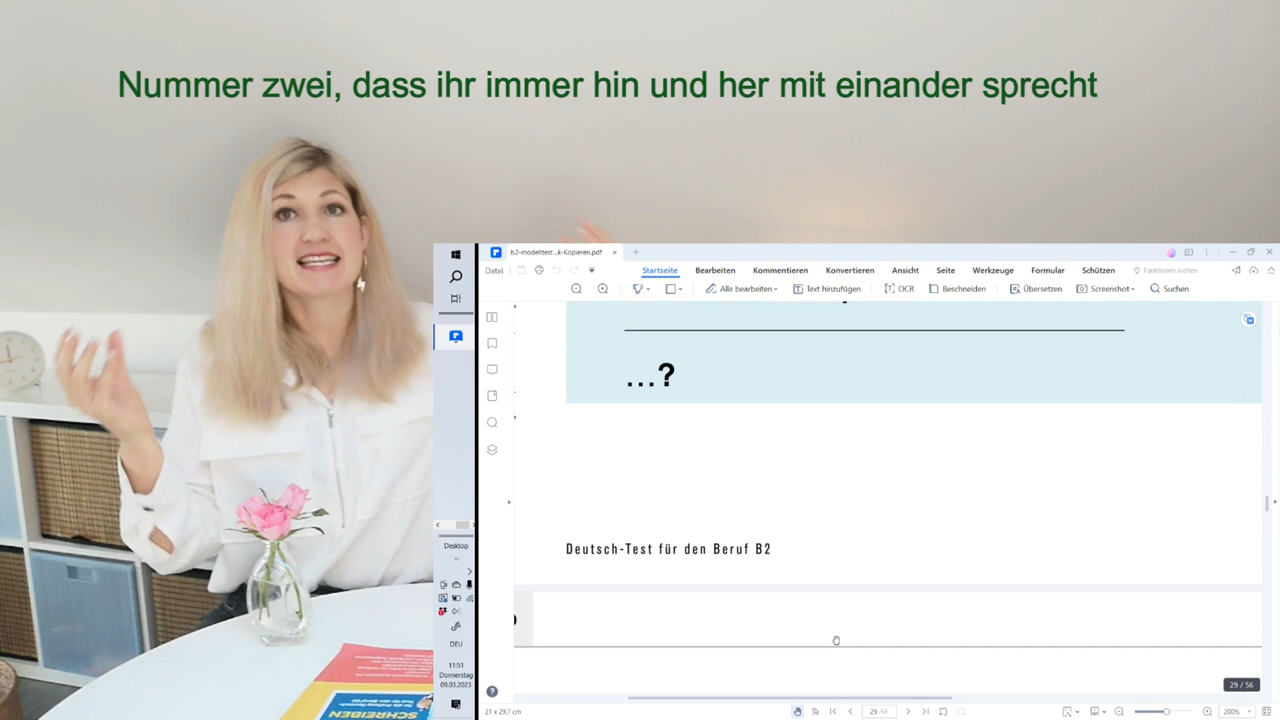 Nummer zwei, dass ihr immer hin und her mit einander sprecht
b2-modelltest...k-Kopieren.pdf
Datei
Startseite
Bearbeiten
Kommentieren
Konvertieren
Ansicht
Seite
Werkzeuge
Formular
Schützen
Funktionen suchen
Alle bearbeiten
Text hinzufügen
OCR
Beschneiden
Übersetzen
Screenshot
Suchen
...?
Deutsch-Test für den Beruf B2
Desktop
DEU
11:51
Donnerstag
09.03.2023
29 / 56
21 x 29,7 cm
29 /56
200%
SCHREIBEN